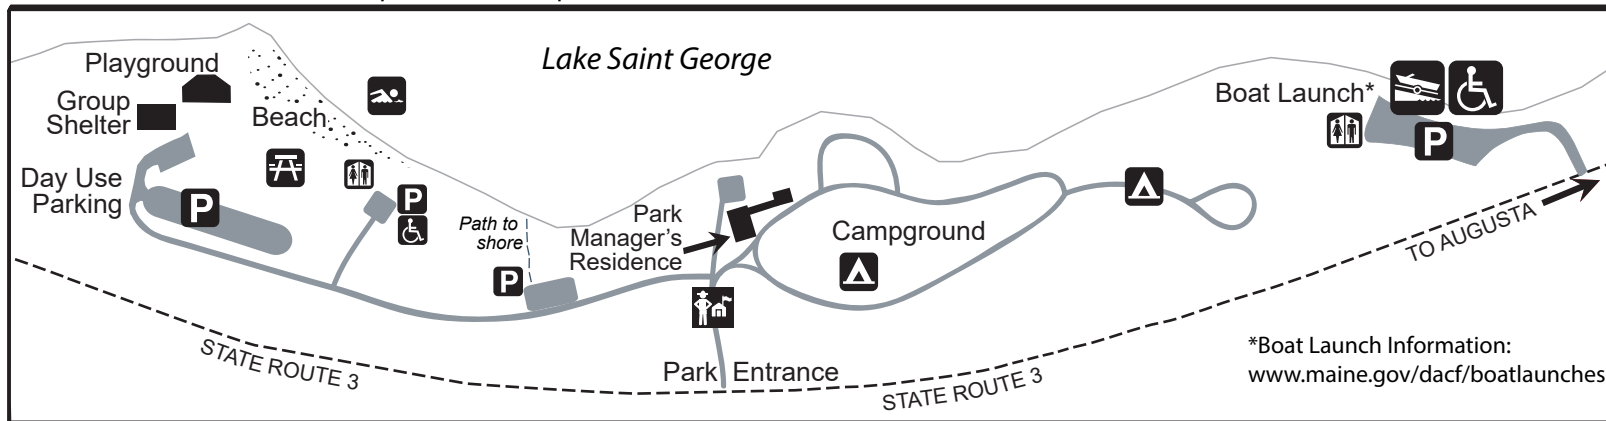 Lake Saint George
Playground
Group
Shelter
Beach
Boat Launch*
Day Use
Parking
P
P
P
P
Path to
shore
Park
Manager's
Residence
Campground
TO AUGUSTA
STATE ROUTE 3
Park Entrance
STATE ROUTE 3
*Boat Launch Information:
www.maine.gov/dacf/boatlaunches